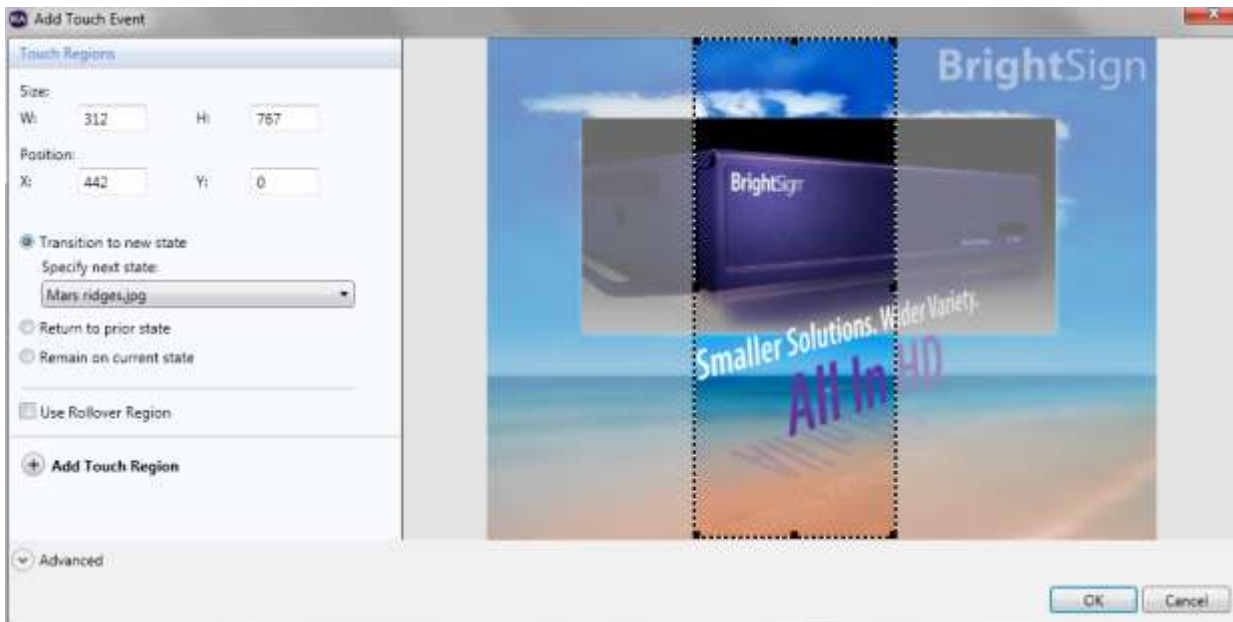 Add Touch Event
Touch Regions
Size:
W: 312 H: 767
Position:
X: 442 Y: 0
Transition to new state
Specify next state:
Mars ridges.jpg
Return to prior state
Remain on current state
Use Rollover Region
Add Touch Region
Advanced
BrightSign
BrightSign
Smaller Solutions. Wider Variety.
All In HD
OK Cancel